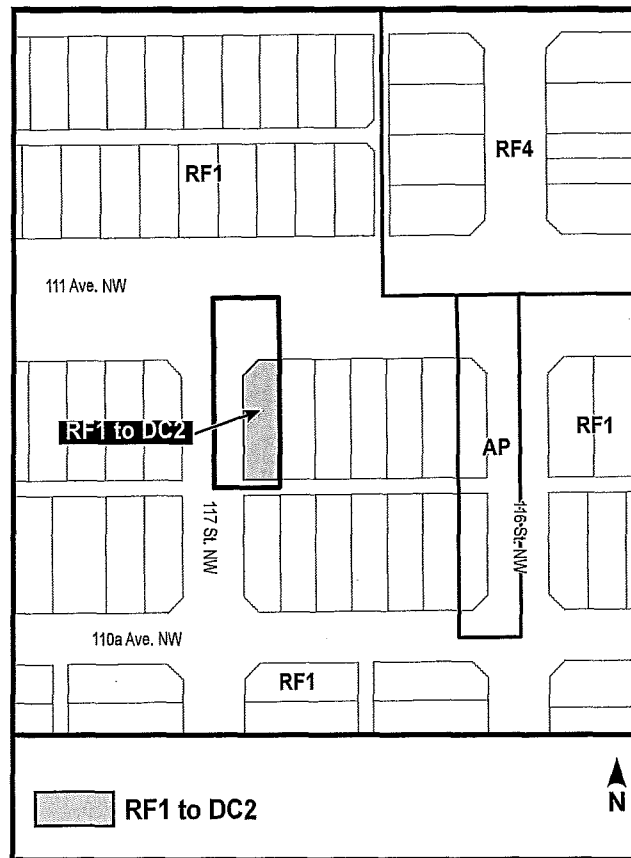 RF4
RF1
111 Ave. NW
RF1 to DC2
RF1
AP
117 St. NW
116 St. NW
110a Ave. NW
RF1
RF1 to DC2
N